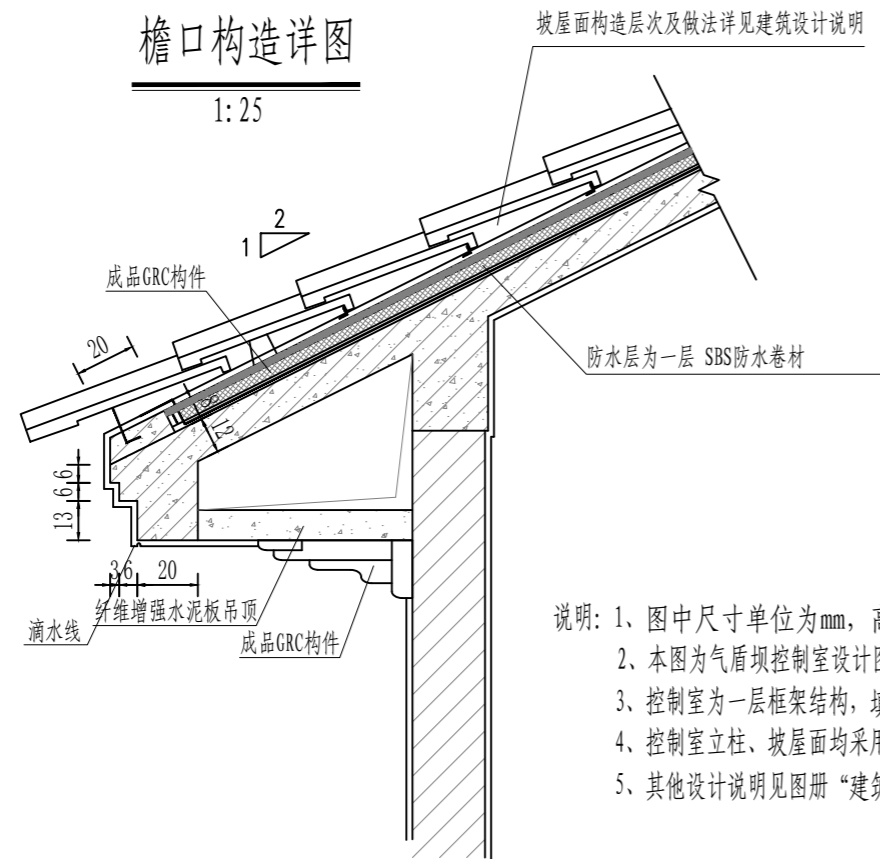 檐口构造详图
1:25
坡屋面构造层次及做法详见建筑设计说明
2
1
成品GRC构件
20
防水层为一层 SBS防水卷材
8
12
6
6
13
3 6 20
纤维增强水泥板吊顶
滴水线
成品GRC构件
说明: 1、图中尺寸单位为mm, 高
2、本图为气盾坝控制室设计图
3、控制室为一层框架结构, 填
4、控制室立柱、坡屋面均采用
5、其他设计说明见图册“建筑